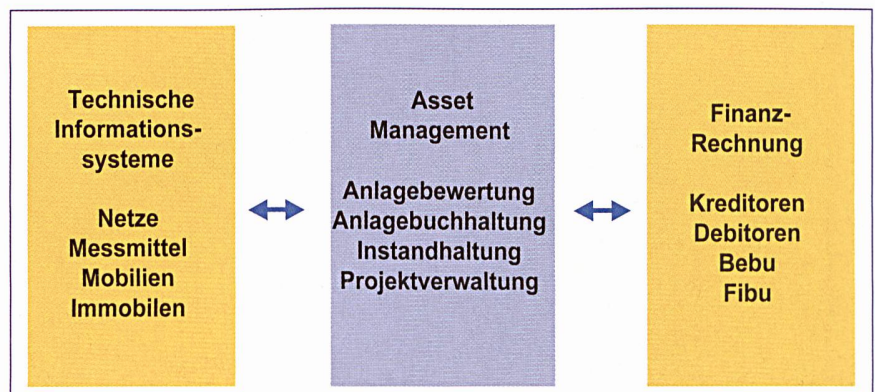 Technische
Informations-
systeme
Netze
Messmittel
Mobilien
Immobilen
Asset
Management
Anlagebewertung
Anlagebuchhaltung
Instandhaltung
Projektverwaltung
Finanz-
Rechnung
Kreditoren
Debitoren
Bebu
Fibu